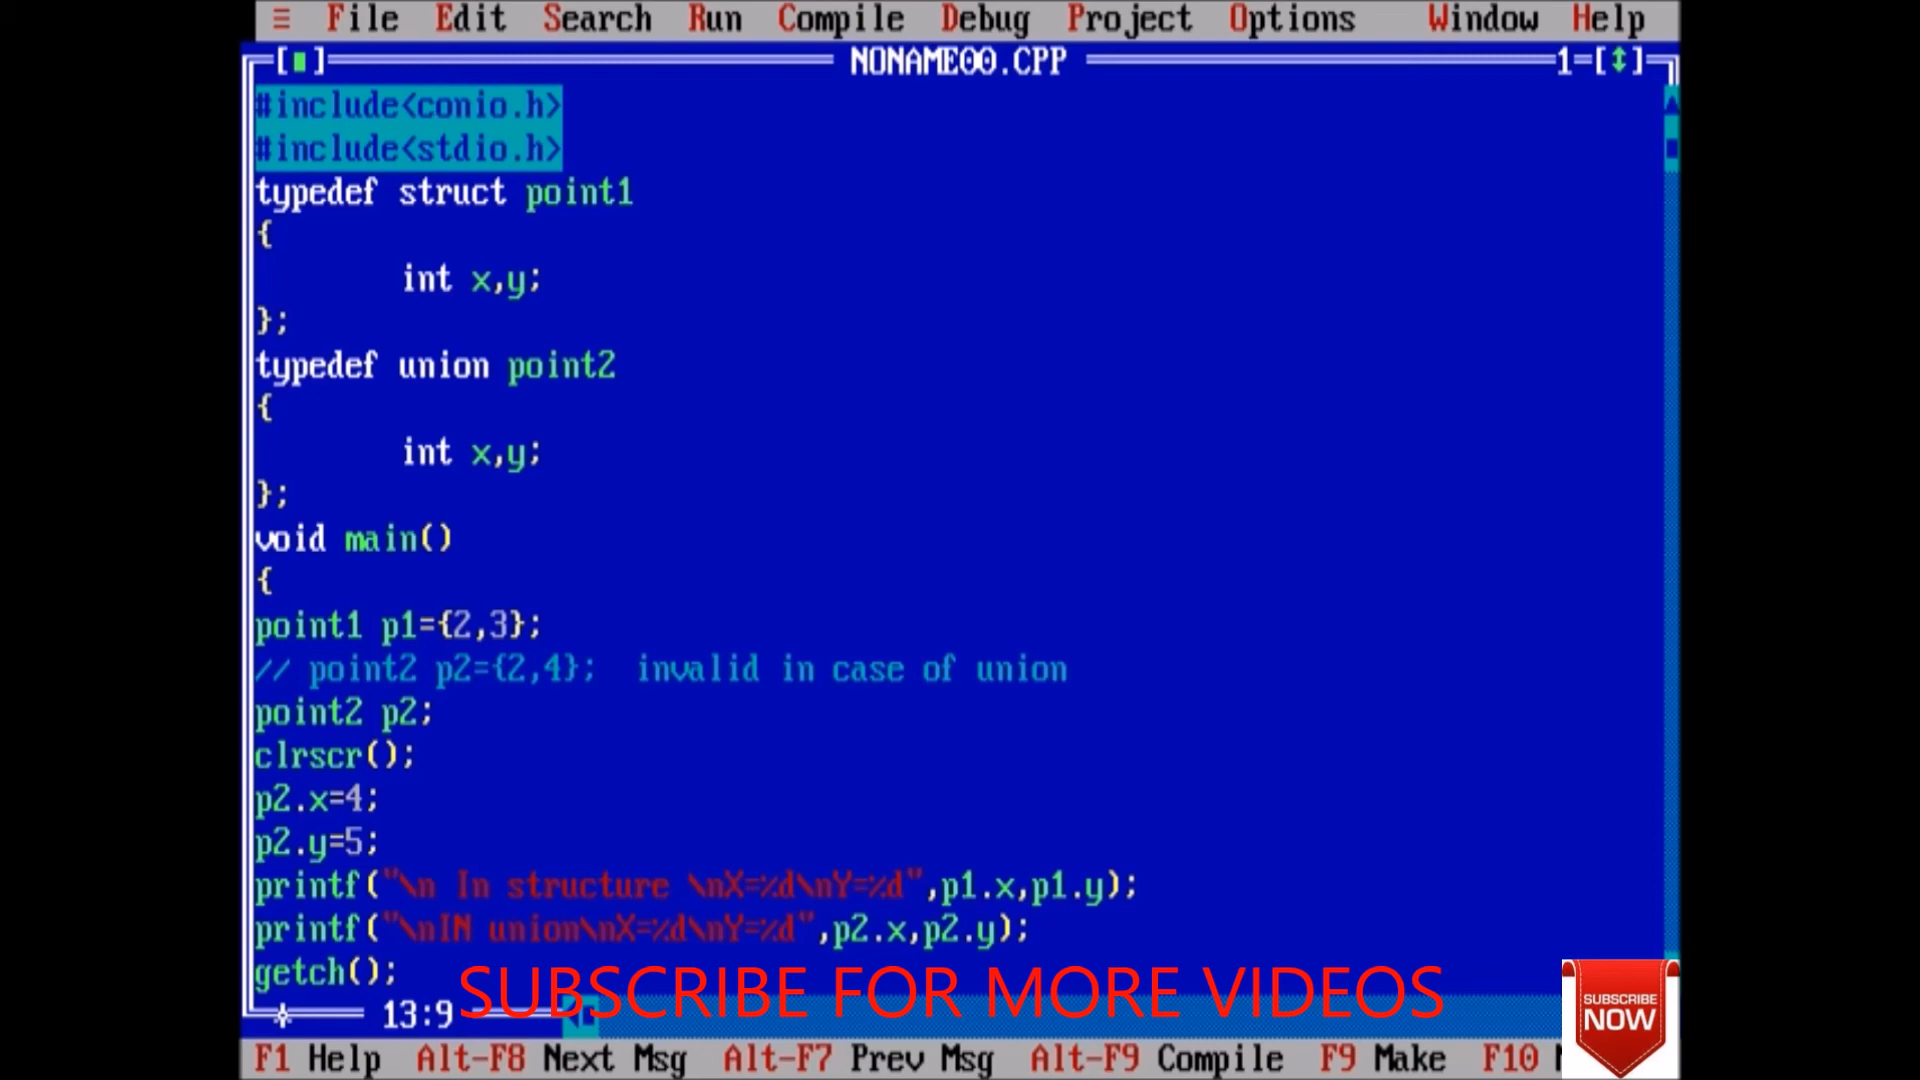 ≡ File Edit Search Run Compile Debug Project Options Window Help
[■] NONAME00.CPP 1=[↕]
#include<conio.h>
#include<stdio.h>
typedef struct point1
{
int x,y;
};
typedef union point2
{
int x,y;
};
void main()
{
point1 p1={2,3};
// point2 p2={2,4}; invalid in case of union
point2 p2;
clrscr();
p2.x=4;
p2.y=5;
printf("\n In structure \nX=%d\nY=%d",p1.x,p1.y);
printf("\nIN union\nX=%d\nY=%d",p2.x,p2.y);
getch();
SUBSCRIBE FOR MORE VIDEOS
SUBSCRIBE
NOW
13:9
F1 Help Alt-F8 Next Msg Alt-F7 Prev Msg Alt-F9 Compile F9 Make F10